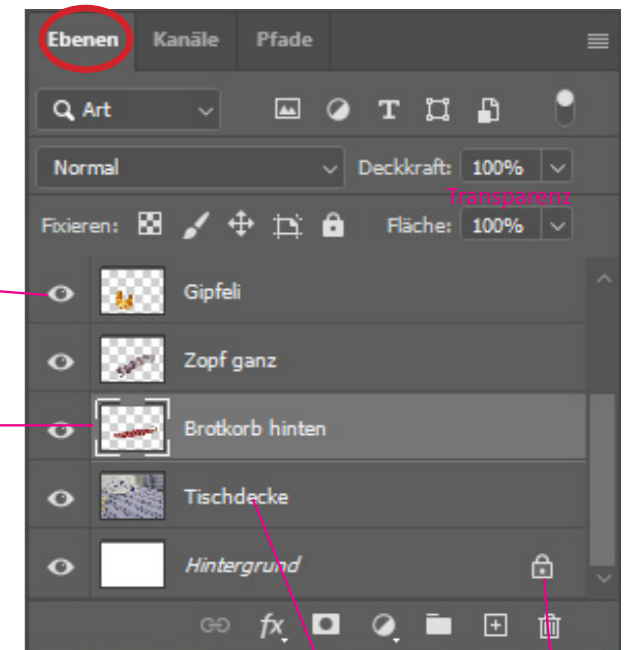 Ebenen Kanäle Pfade
Art T
Normal Deckkraft: 100%
Transparenz
Fixieren: Fläche: 100%
Gipfeli
Zopf ganz
Brotkorb hinten
Tischdecke
Hintergrund
fx